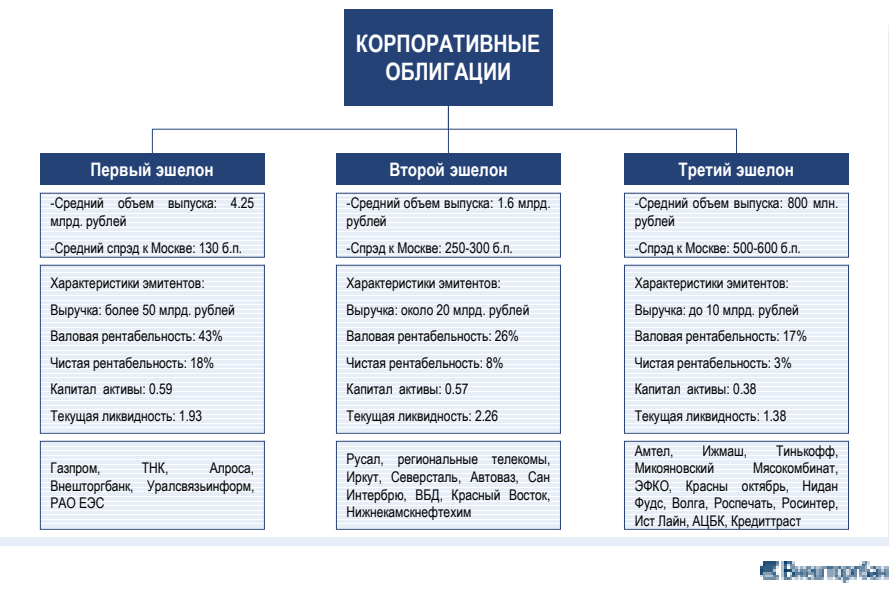 КОРПОРАТИВНЫЕ
ОБЛИГАЦИИ
Первый эшелон
-Средний объем выпуска: 4.25
млрд. рублей
-Средний спрэд к Москве: 130 б.п.
Характеристики эмитентов:
Выручка: более 50 млрд. рублей
Валовая рентабельность: 43%
Чистая рентабельность: 18%
Капитал активы: 0.59
Текущая ликвидность: 1.93
Газпром, ТНК, Алроса,
Внешторгбанк, Уралсвязьинформ,
РАО ЕЭС
Второй эшелон
-Средний объем выпуска: 1.6 млрд.
рублей
-Спрэд к Москве: 250-300 б.п.
Характеристики эмитентов:
Выручка: около 20 млрд. рублей
Валовая рентабельность: 26%
Чистая рентабельность: 8%
Капитал активы: 0.57
Текущая ликвидность: 2.26
Русал, региональные телекомы,
Иркут, Северсталь, Автоваз, Сан
Интербрю, ВБД, Красный Восток,
Нижнекамскнефтехим
Третий эшелон
-Средний объем выпуска: 800 млн.
рублей
-Спрэд к Москве: 500-600 б.п.
Характеристики эмитентов:
Выручка: до 10 млрд. рублей
Валовая рентабельность: 17%
Чистая рентабельность: 3%
Капитал активы: 0.38
Текущая ликвидность: 1.38
Амтел, Ижмаш, Тинькофф,
Микояновский Мясокомбинат,
ЭФКО, Красны октябрь, Нидан
Фудс, Волга, Роспечать, Росинтер,
Ист Лайн, АЦБК, Кредиттраст
Внешторгбан